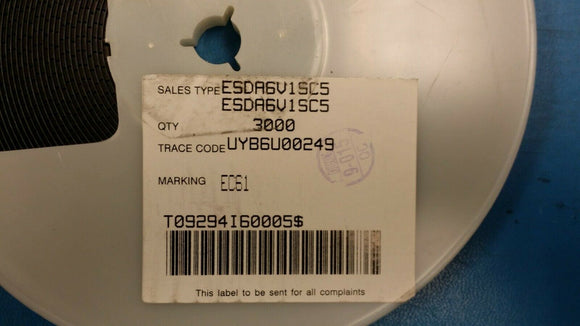 SALES TYPE ESDA6V1SC5
ESDA6V1SC5
QTY 3000
TRACE CODE UYB6U00249
MARKING EC61
T09294I60005$
This label to be sent for all complaints